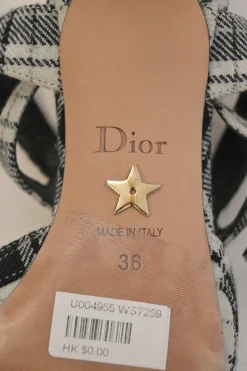 Dior
MADE IN ITALY
36
U004955 WS7259
HK $0.00